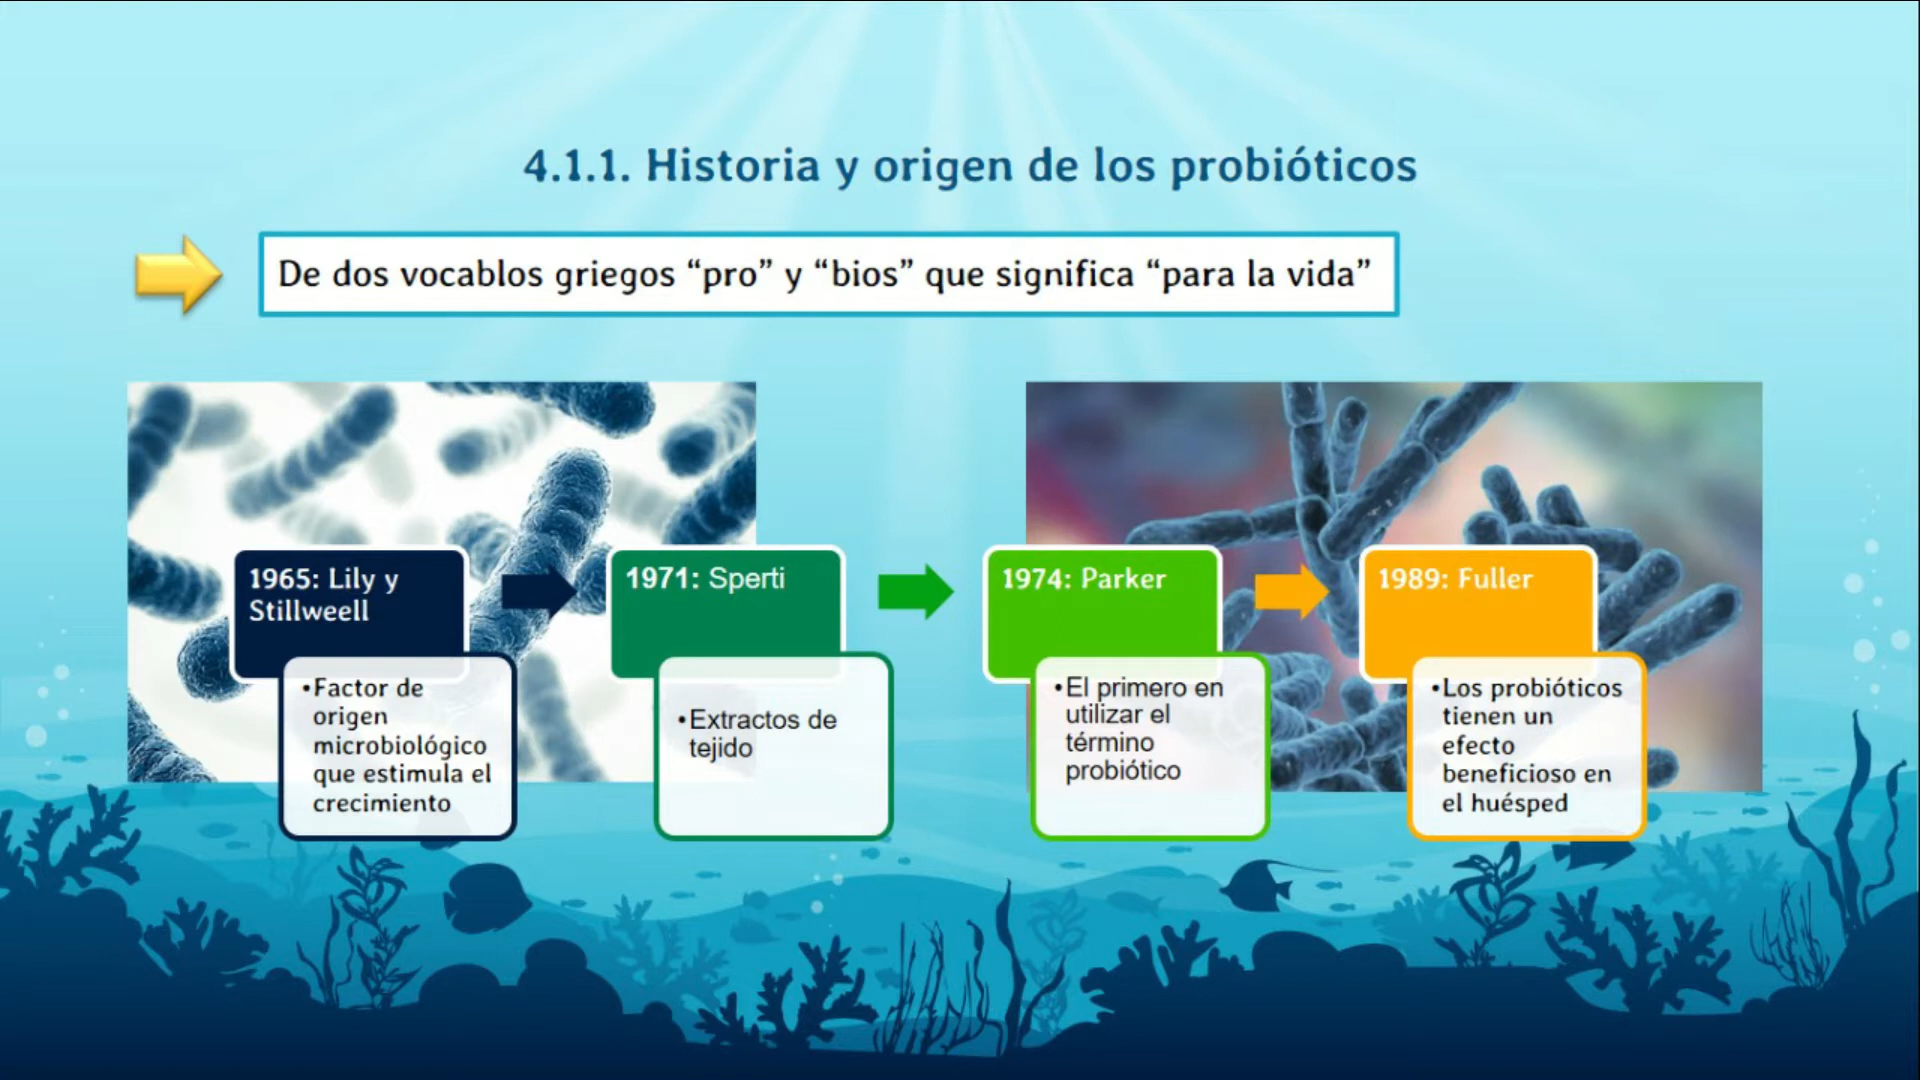 4.1.1. Historia y origen de los probióticos
De dos vocablos griegos “pro” y “bios” que significa “para la vida”
1965: Lily y
Stillweell
•Factor de
origen
microbiológico
que estimula el
crecimiento
1971: Sperti
•Extractos de
tejido
1974: Parker
•El primero en
utilizar el
término
probiótico
1989: Fuller
•Los probióticos
tienen un
efecto
beneficioso en
el huésped